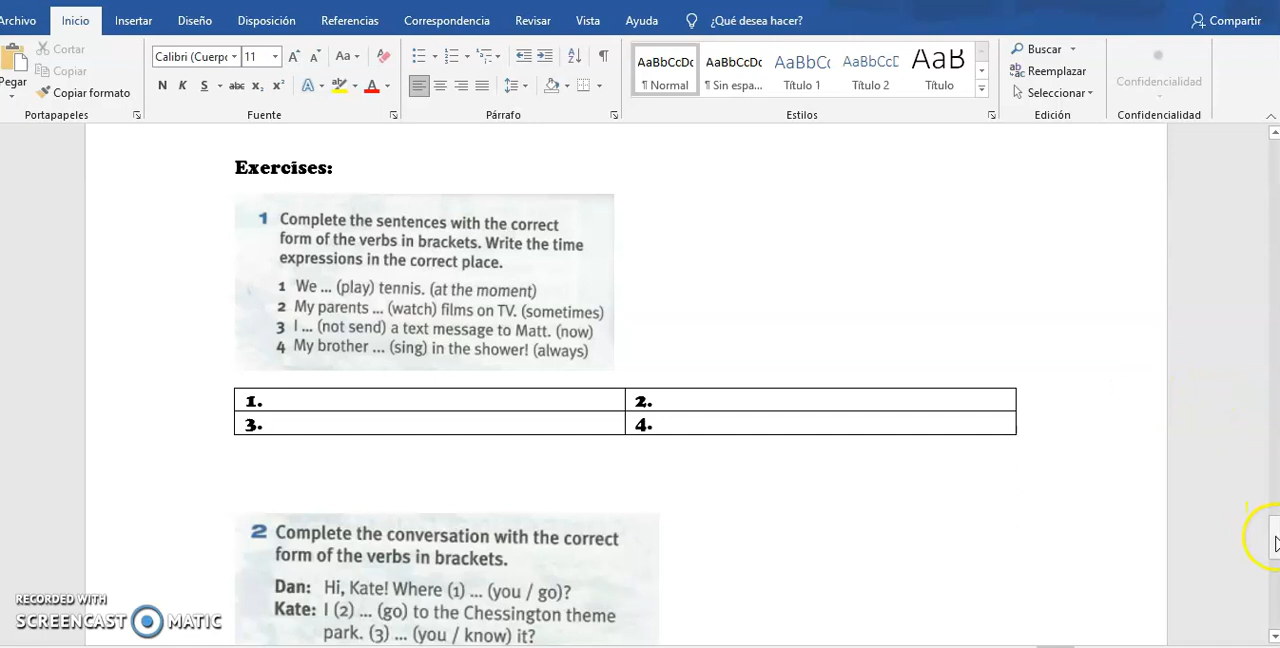 Archivo Inicio Insertar Diseño Disposición Referencias Correspondencia Revisar Vista Ayuda ¿Qué desea hacer? Compartir
Pegar
Cortar
Copiar
Copiar formato
Portapapeles
Calibri (Cuerpo 11
Aa
N K S abc x₂ x²
Fuente
Párrafo
AaBbCcDc AaBbCcDc AaBbCc AaBbCcD AaB
¶ Normal ¶ Sin espa... Título 1 Título 2 Título
Estilos
Buscar
Reemplazar
Seleccionar
Edición
Confidencialidad
Confidencialidad
Exercises:
1 Complete the sentences with the correct
form of the verbs in brackets. Write the time
expressions in the correct place.
1 We ... (play) tennis. (at the moment)
2 My parents ... (watch) films on TV. (sometimes)
3 I ... (not send) a text message to Matt. (now)
4 My brother ... (sing) in the shower! (always)
1. 2.
3. 4.
2 Complete the conversation with the correct
form of the verbs in brackets.
Dan: Hi, Kate! Where (1) ... (you / go)?
Kate: I (2) ... (go) to the Chessington theme
park. (3) ... (you / know) it?
RECORDED WITH
SCREENCAST MATIC